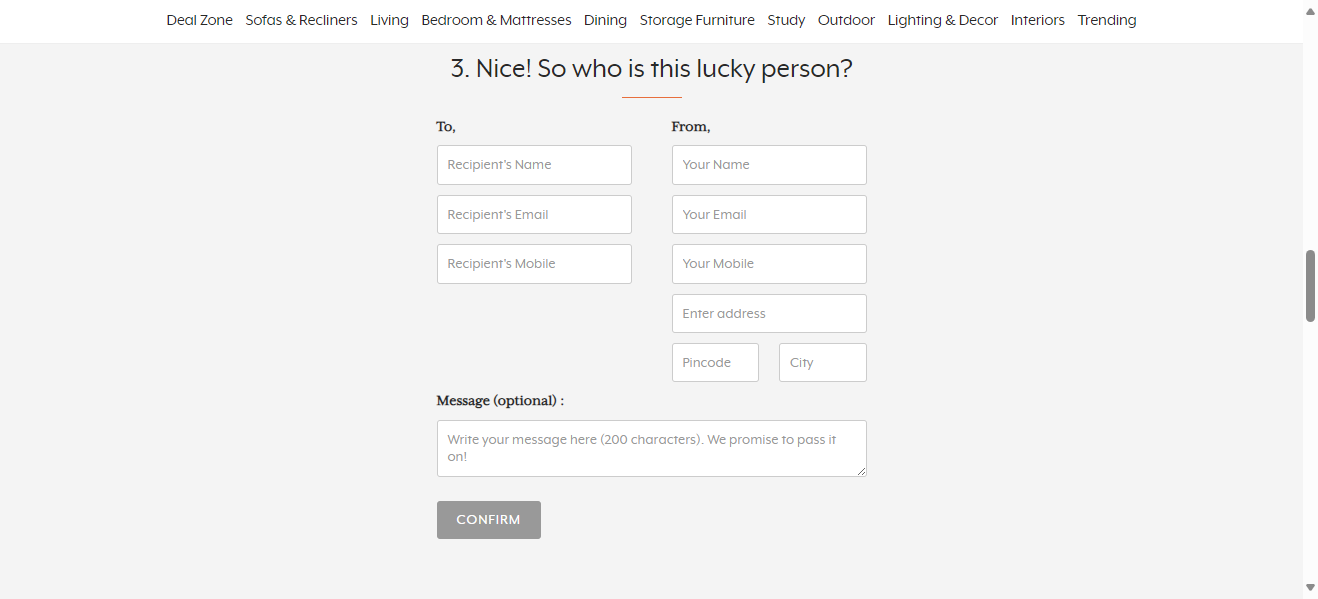 Deal Zone Sofas & Recliners Living Bedroom & Mattresses Dining Storage Furniture Study Outdoor Lighting & Decor Interiors Trending
3. Nice! So who is this lucky person?
To,
Recipient's Name
Recipient's Email
Recipient's Mobile
From,
Your Name
Your Email
Your Mobile
Enter address
Pincode City
Message (optional) :
Write your message here (200 characters). We promise to pass it
on!
CONFIRM